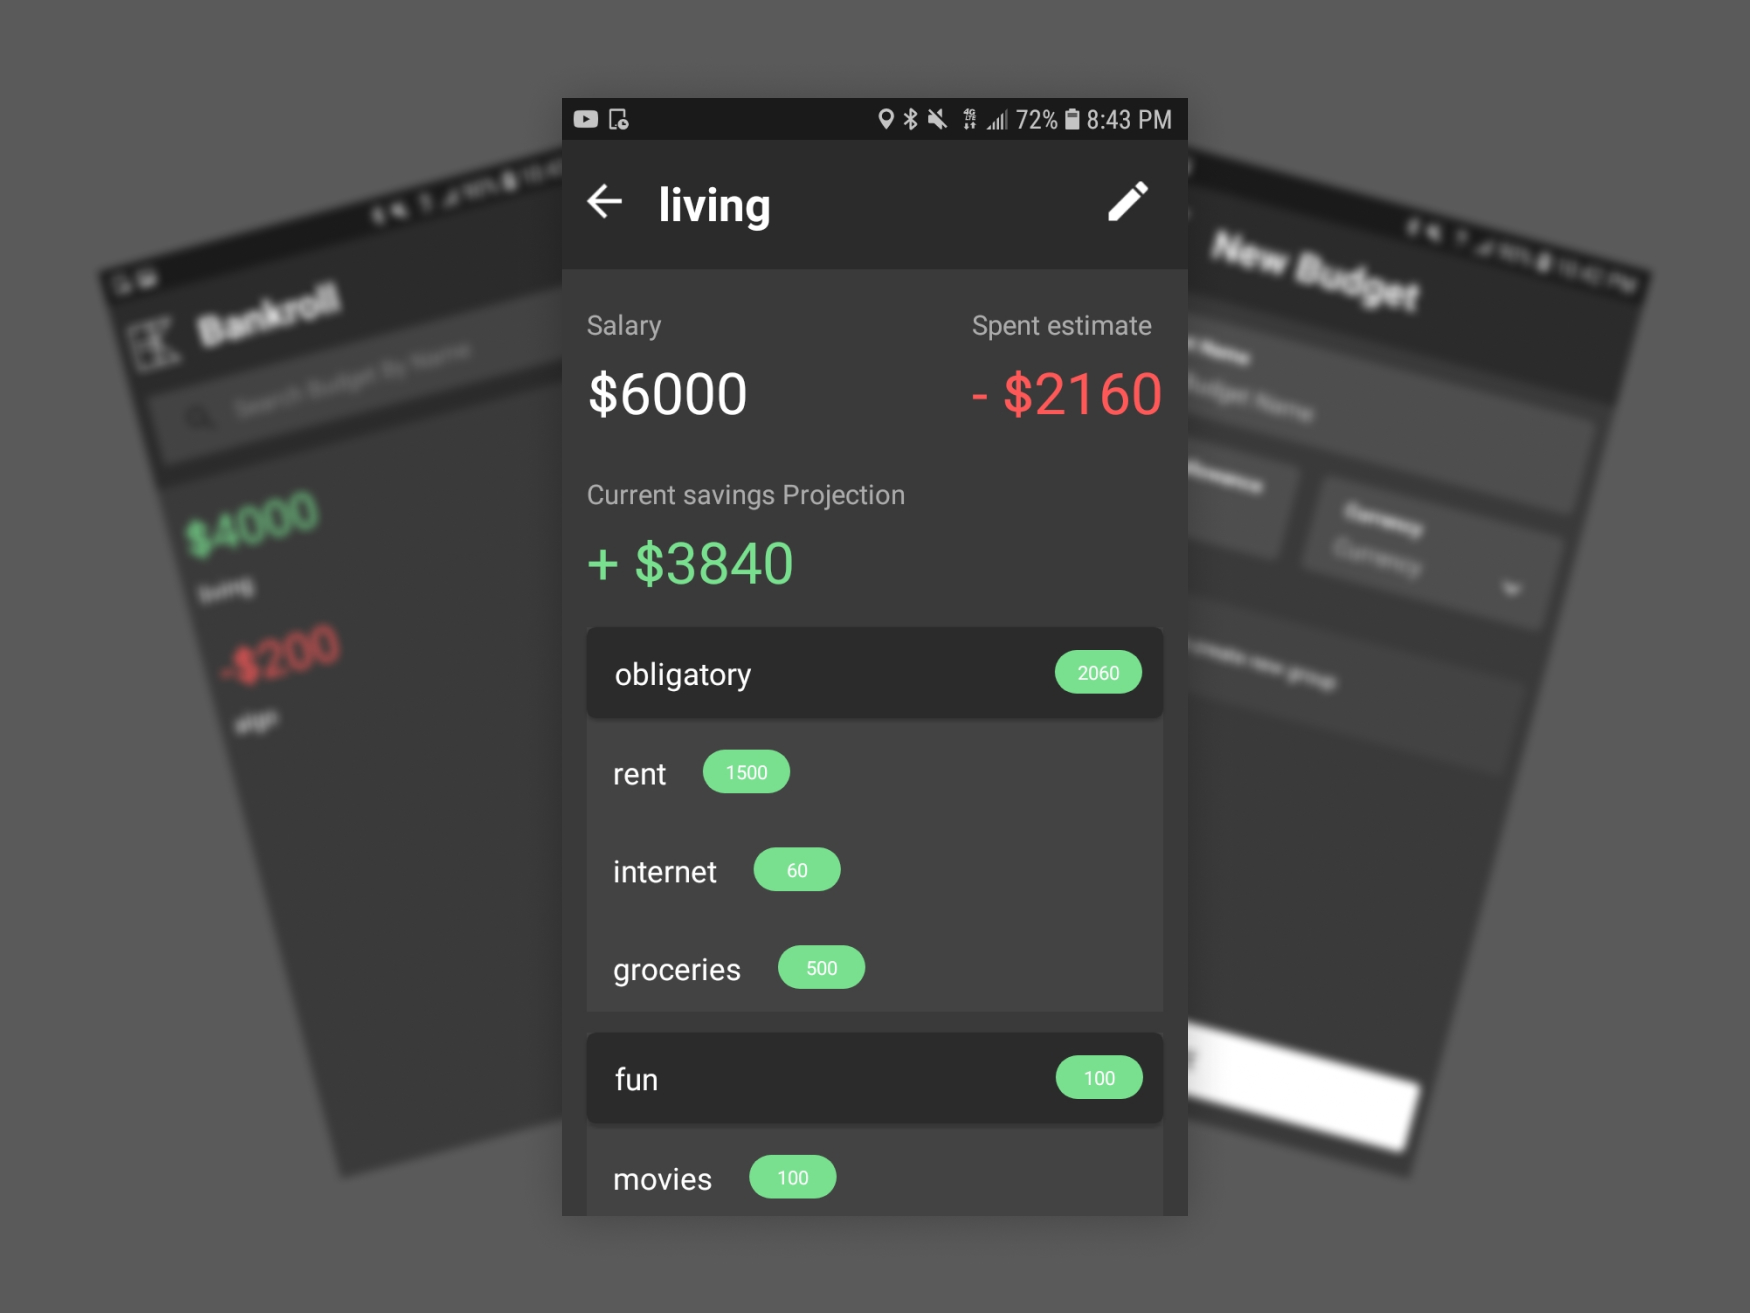 72% 8:43 PM
living
Salary
Spent estimate
$6000
- $2160
Current savings Projection
+ $3840
obligatory
2060
rent
1500
internet
60
groceries
500
fun
100
movies
100
Bankroll
Search Budget By Name
$4000
living
-$200
algo
New Budget
Name
Budget Name
Currency
Currency
create new group